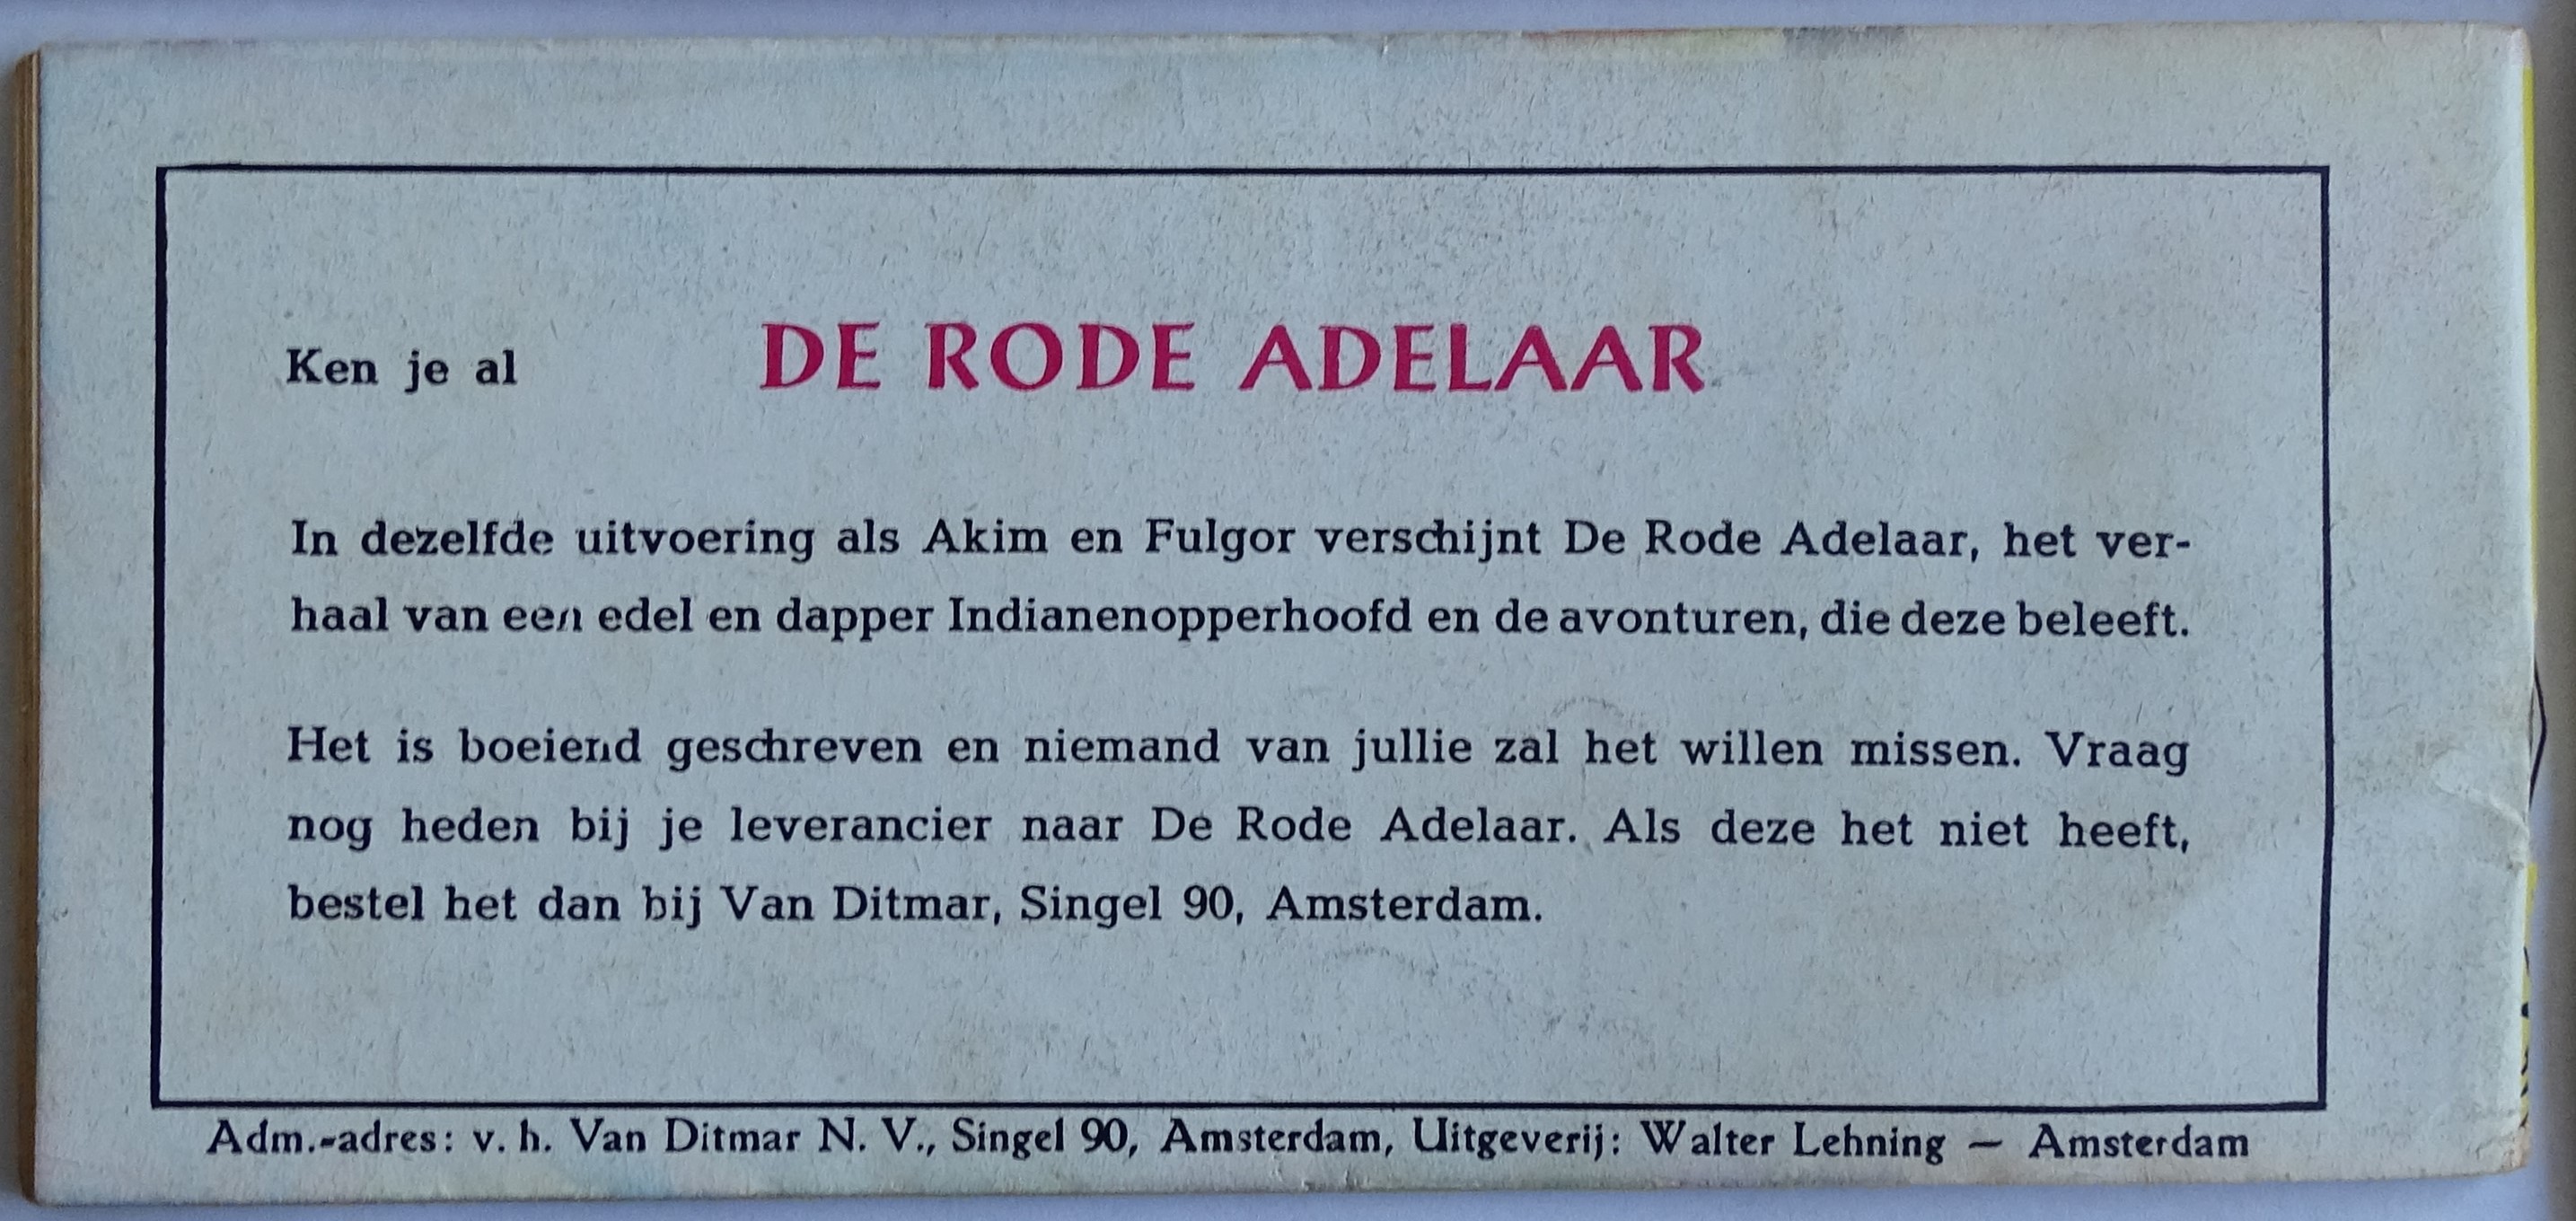 Ken je al DE RODE ADELAAR
In dezelfde uitvoering als Akim en Fulgor verschijnt De Rode Adelaar, het ver-
haal van een edel en dapper Indianenopperhoofd en de avonturen, die deze beleeft.
Het is boeiend geschreven en niemand van jullie zal het willen missen. Vraag
nog heden bij je leverancier naar De Rode Adelaar. Als deze het niet heeft,
bestel het dan bij Van Ditmar, Singel 90, Amsterdam.
Adm.-adres: v. h. Van Ditmar N. V., Singel 90, Amsterdam, Uitgeverij: Walter Lehning — Amsterdam